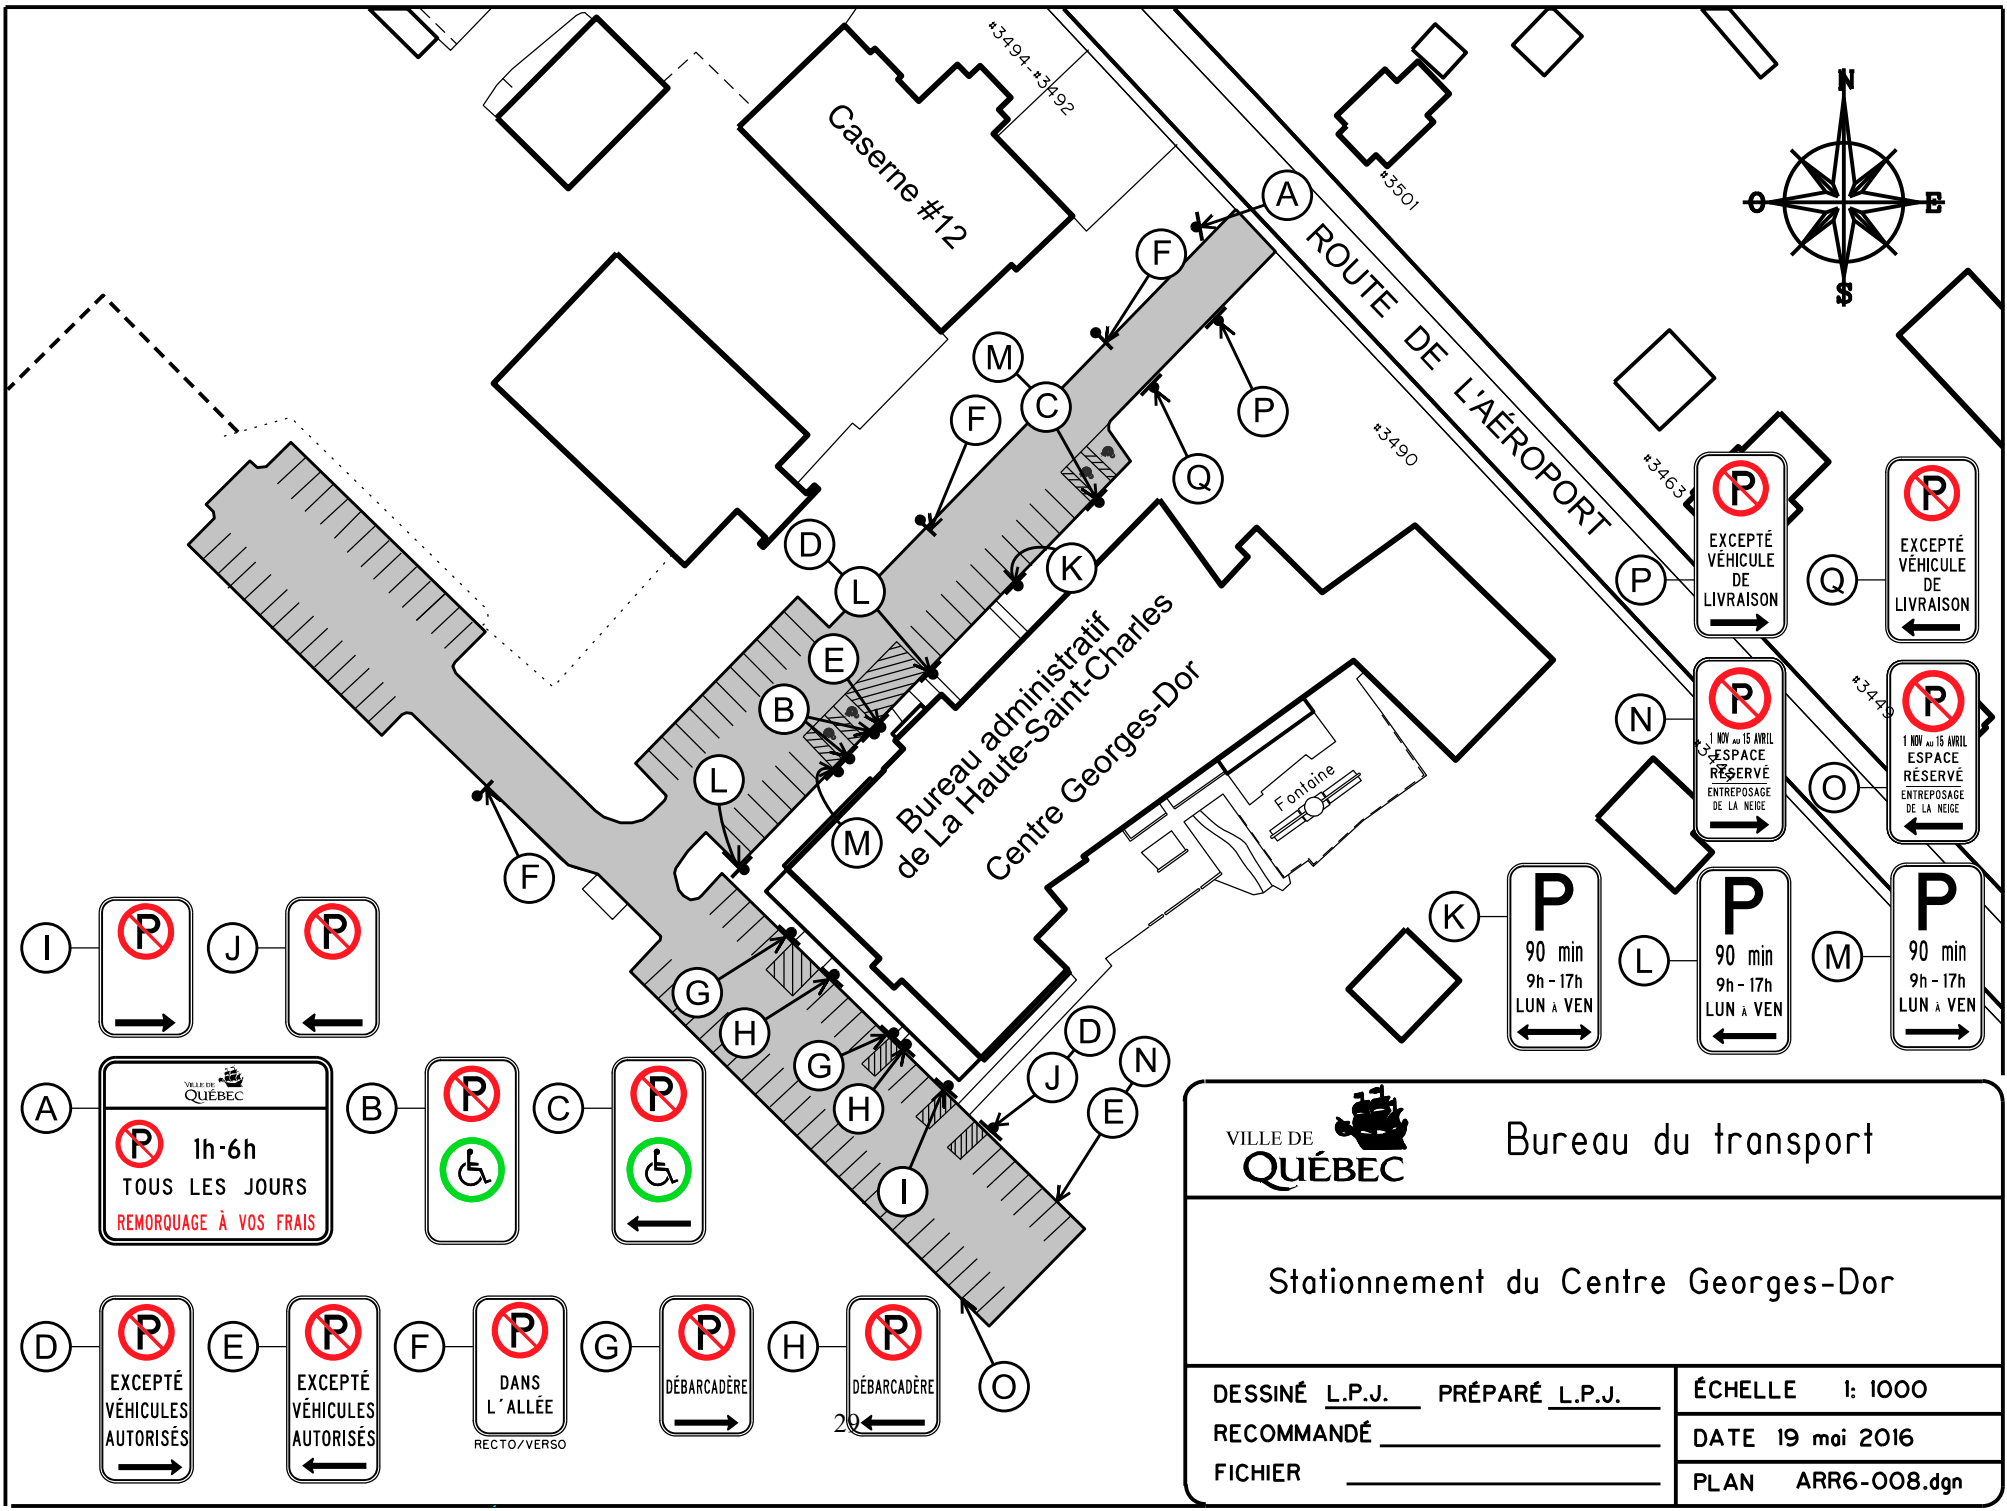 #3494-#3492
Caserne #12
#3501
N
O
E
S
A
F
M
C
F
P
Q
ROUTE DE L'AÉROPORT
#3490
#3463
#3449
D
L
K
E
B
L
M
F
Bureau administratif
de La Haute-Saint-Charles
Centre Georges-Dor
Fontaine
G
H
G
H
I
D
J
N
E
O
P
P
EXCEPTÉ
VÉHICULE
DE
LIVRAISON
Q
P
EXCEPTÉ
VÉHICULE
DE
LIVRAISON
N
P
1 NOV AU 15 AVRIL
ESPACE
RÉSERVÉ
ENTREPOSAGE
DE LA NEIGE
O
P
1 NOV AU 15 AVRIL
ESPACE
RÉSERVÉ
ENTREPOSAGE
DE LA NEIGE
K
P
90 min
9h-17h
LUN À VEN
L
P
90 min
9h-17h
LUN À VEN
M
P
90 min
9h-17h
LUN À VEN
I
P
J
P
A
VILLE DE
QUÉBEC
P
1h-6h
TOUS LES JOURS
REMORQUAGE À VOS FRAIS
B
P
C
P
D
P
EXCEPTÉ
VÉHICULES
AUTORISÉS
E
P
EXCEPTÉ
VÉHICULES
AUTORISÉS
F
P
DANS
L'ALLÉE
RECTO/VERSO
G
P
DÉBARCADÈRE
H
P
DÉBARCADÈRE
29
VILLE DE
QUÉBEC
Bureau du transport
Stationnement du Centre Georges-Dor
DESSINÉ L.P.J. PRÉPARÉ L.P.J.
RECOMMANDÉ
FICHIER
ÉCHELLE 1: 1000
DATE 19 mai 2016
PLAN ARR6-008.dgn